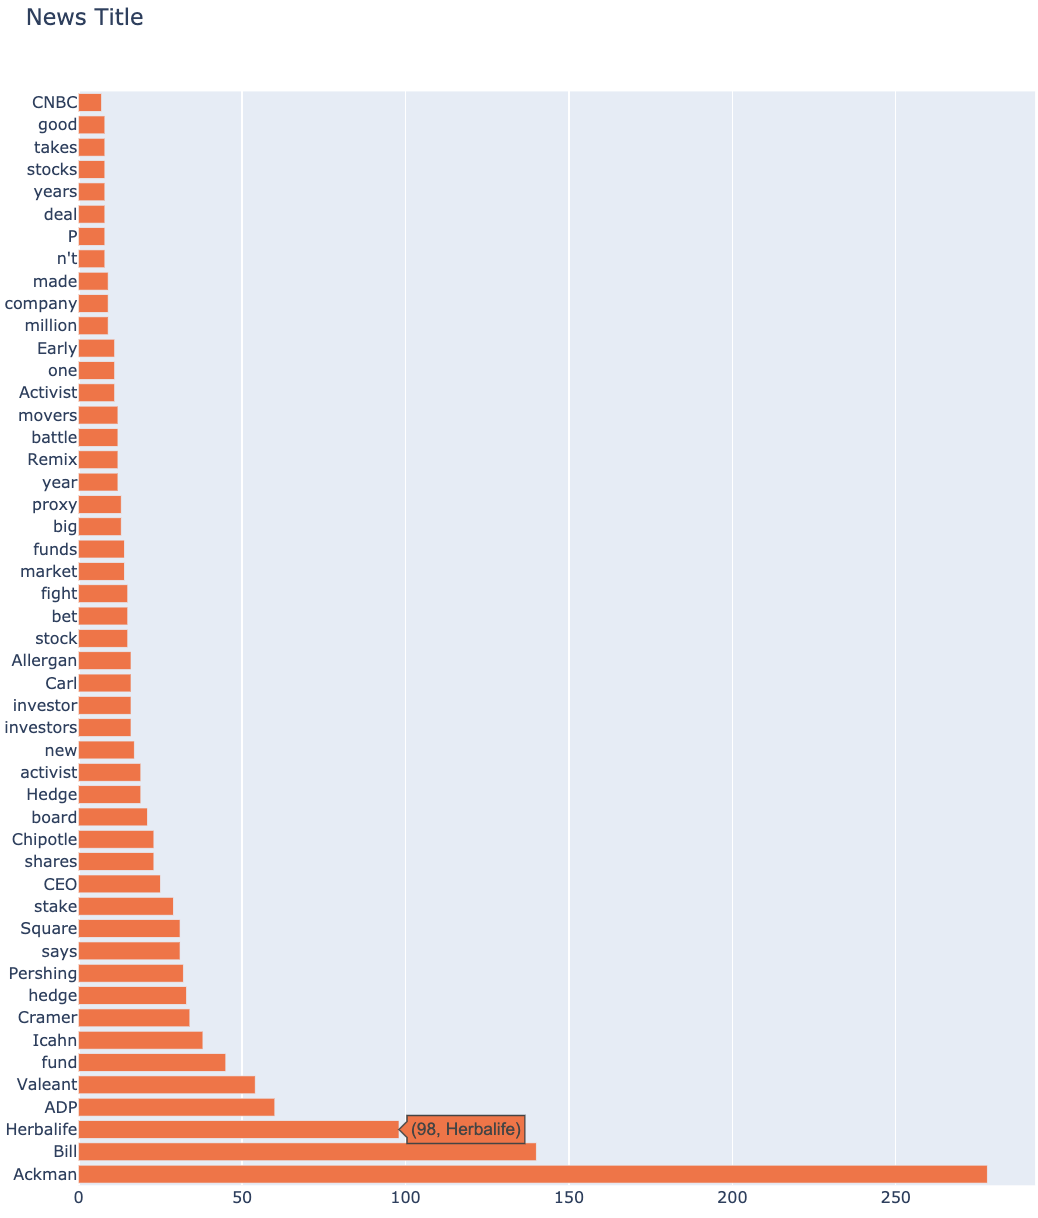 News Title
CNBC
good
takes
stocks
years
deal
P
n't
made
company
million
Early
one
Activist
movers
battle
Remix
year
proxy
big
funds
market
fight
bet
stock
Allergan
Carl
investor
investors
new
activist
Hedge
board
Chipotle
shares
CEO
stake
Square
says
Pershing
hedge
Cramer
Icahn
fund
Valeant
ADP
Herbalife (98, Herbalife)
Bill
Ackman
0 50 100 150 200 250